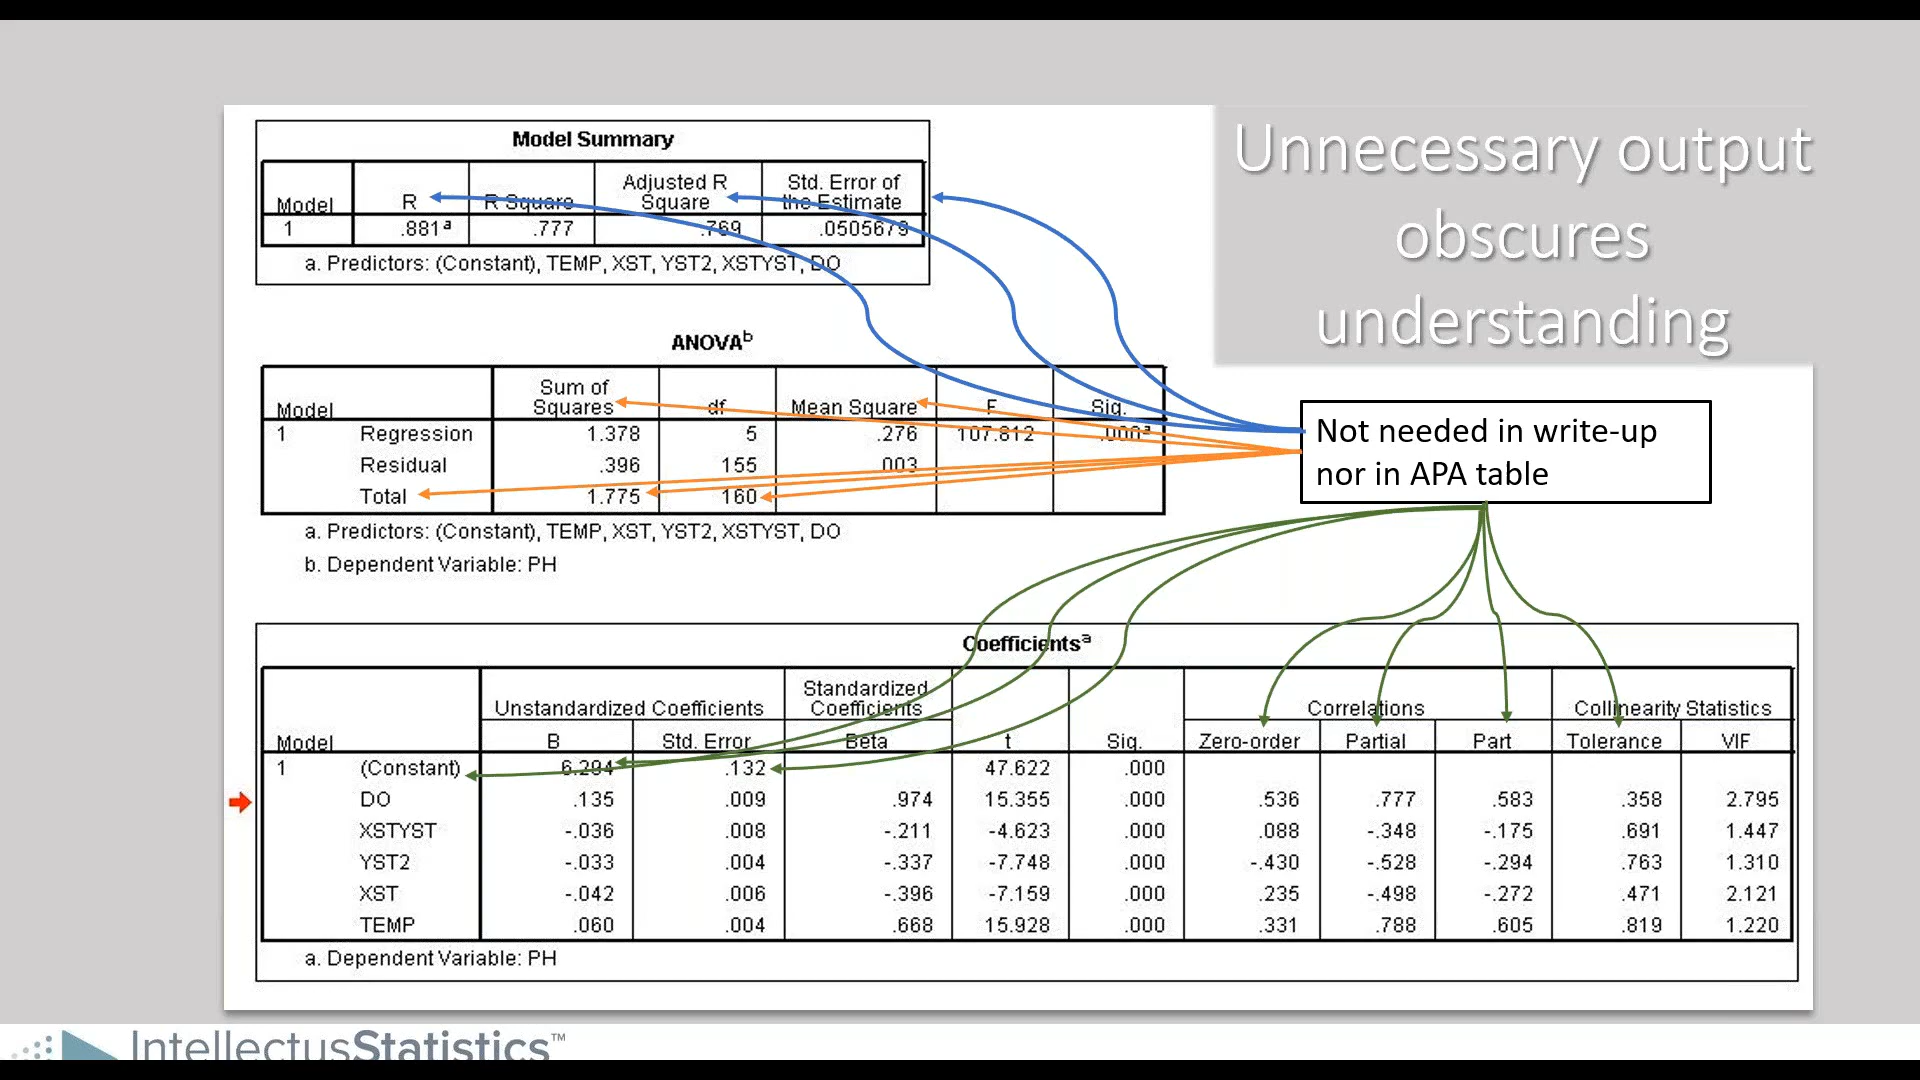 Unnecessary output
obscures
understanding
Model Summary
Model R R Square Adjusted R Square Std. Error of the Estimate
1 .881a .777 .769 .0505679
a. Predictors: (Constant), TEMP, XST, YST2, XSTYST, DO
ANOVAb
Model Sum of Squares df Mean Square F Sig.
1 Regression 1.378 5 .276 107.812 .000a
Residual .396 155 .003
Total 1.775 160
a. Predictors: (Constant), TEMP, XST, YST2, XSTYST, DO
b. Dependent Variable: PH
Not needed in write-up
nor in APA table
Coefficientsa
Unstandardized Coefficients Standardized Coefficients Correlations Collinearity Statistics
Model B Std. Error Beta t Sig. Zero-order Partial Part Tolerance VIF
1 (Constant) 6.294 .132 47.622 .000
DO .135 .009 .974 15.355 .000 .536 .777 .583 .358 2.795
XSTYST -.036 .008 -.211 -4.623 .000 .088 -.348 -.175 .691 1.447
YST2 -.033 .004 -.337 -7.748 .000 -.430 -.528 -.294 .763 1.310
XST -.042 .006 -.396 -7.159 .000 .235 -.498 -.272 .471 2.121
TEMP .060 .004 .668 15.928 .000 .331 .788 .605 .819 1.220
a. Dependent Variable: PH
IntellectusStatistics™